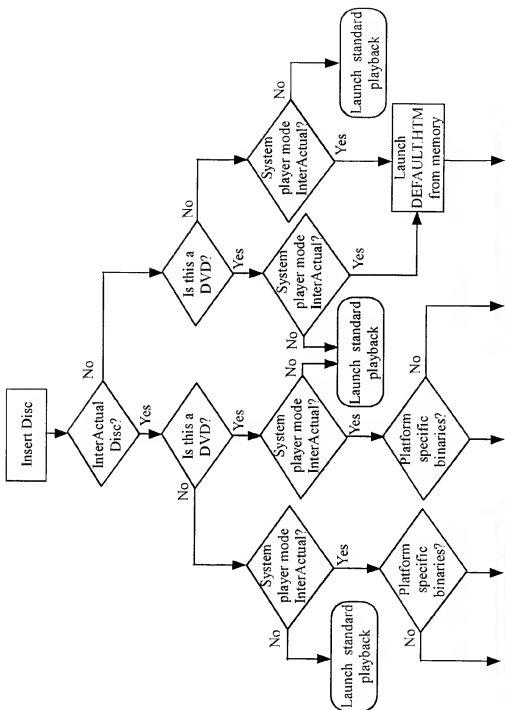 Insert Disc
InterActual
Disc?
No
Yes
Is this a
DVD?
No
Yes
Is this a
DVD?
No
Yes
System
player mode
InterActual?
No
Yes
Launch standard
playback
System
player mode
InterActual?
No
Yes
Launch standard
playback
System
player mode
InterActual?
No
Yes
System
player mode
InterActual?
No
Yes
Launch standard
playback
Platform
specific
binaries?
No
Platform
specific
binaries?
No
Launch
DEFAULT.HTM
from memory